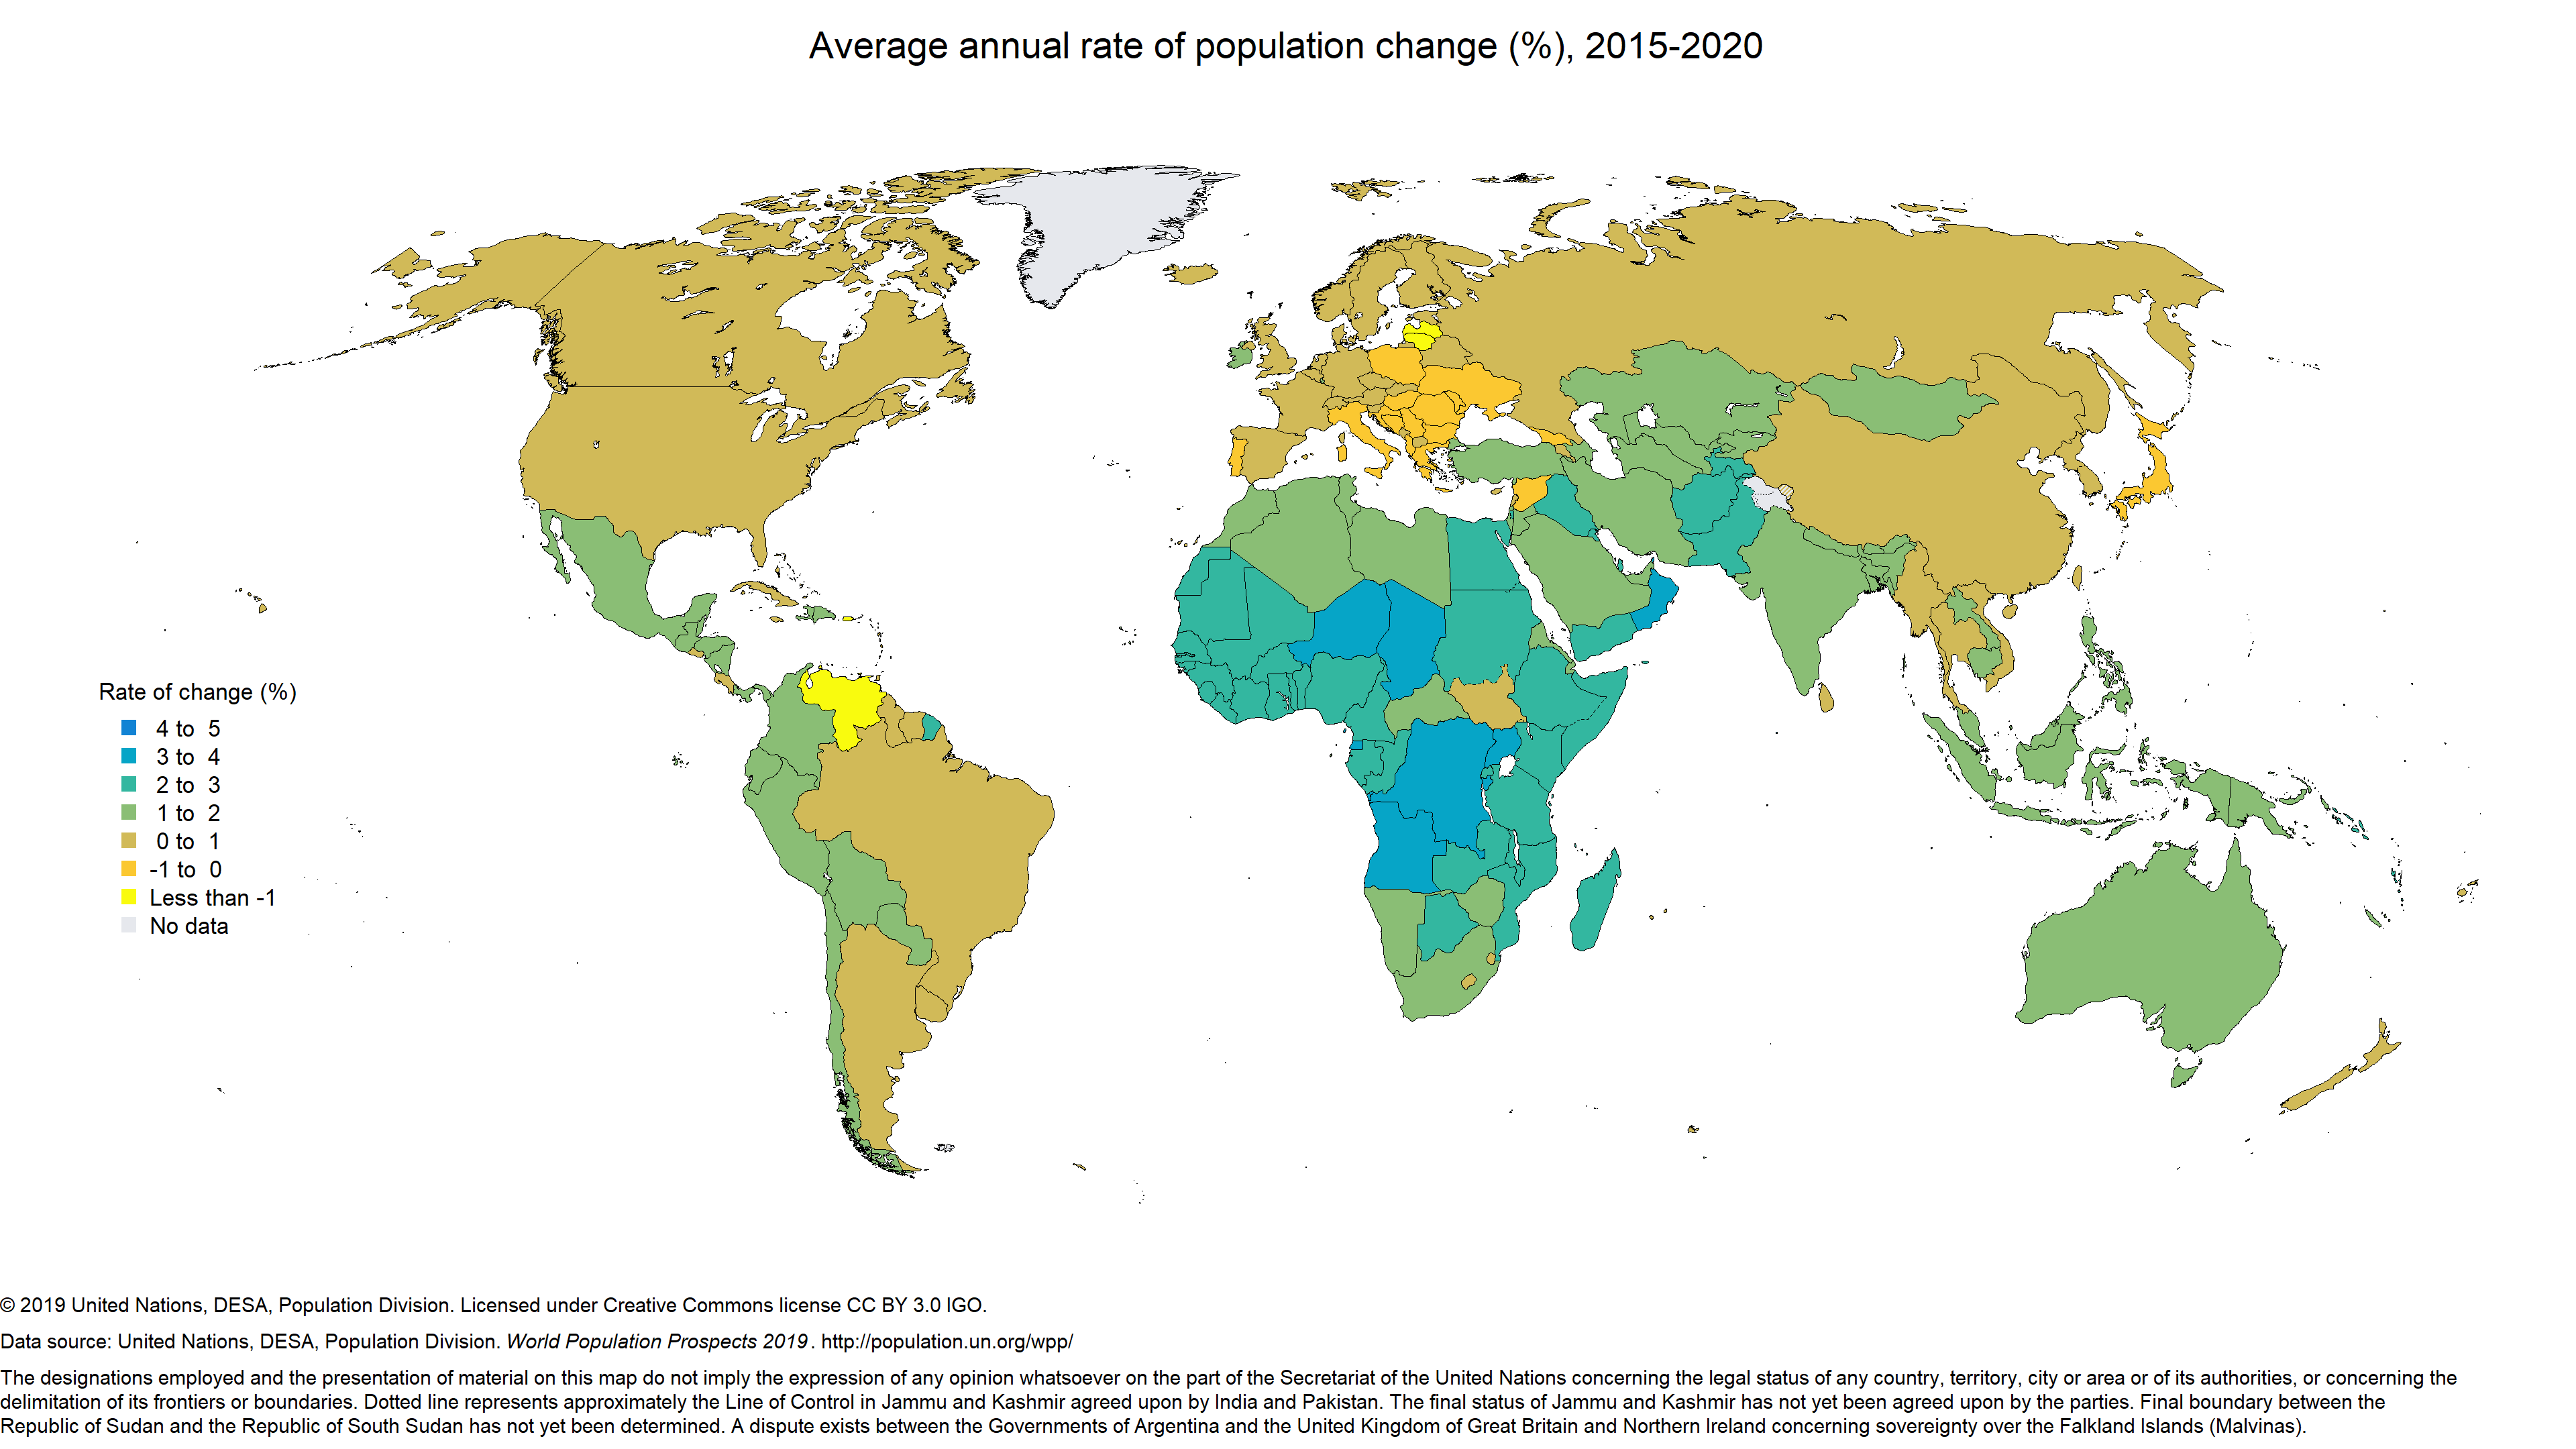 Average annual rate of population change (%), 2015-2020
Rate of change (%)
4 to 5
3 to 4
2 to 3
1 to 2
0 to 1
-1 to 0
Less than -1
No data
© 2019 United Nations, DESA, Population Division. Licensed under Creative Commons license CC BY 3.0 IGO.
Data source: United Nations, DESA, Population Division. World Population Prospects 2019. http://population.un.org/wpp/
The designations employed and the presentation of material on this map do not imply the expression of any opinion whatsoever on the part of the Secretariat of the United Nations concerning the legal status of any country, territory, city or area or of its authorities, or concerning the
delimitation of its frontiers or boundaries. Dotted line represents approximately the Line of Control in Jammu and Kashmir agreed upon by India and Pakistan. The final status of Jammu and Kashmir has not yet been agreed upon by the parties. Final boundary between the
Republic of Sudan and the Republic of South Sudan has not yet been determined. A dispute exists between the Governments of Argentina and the United Kingdom of Great Britain and Northern Ireland concerning sovereignty over the Falkland Islands (Malvinas).